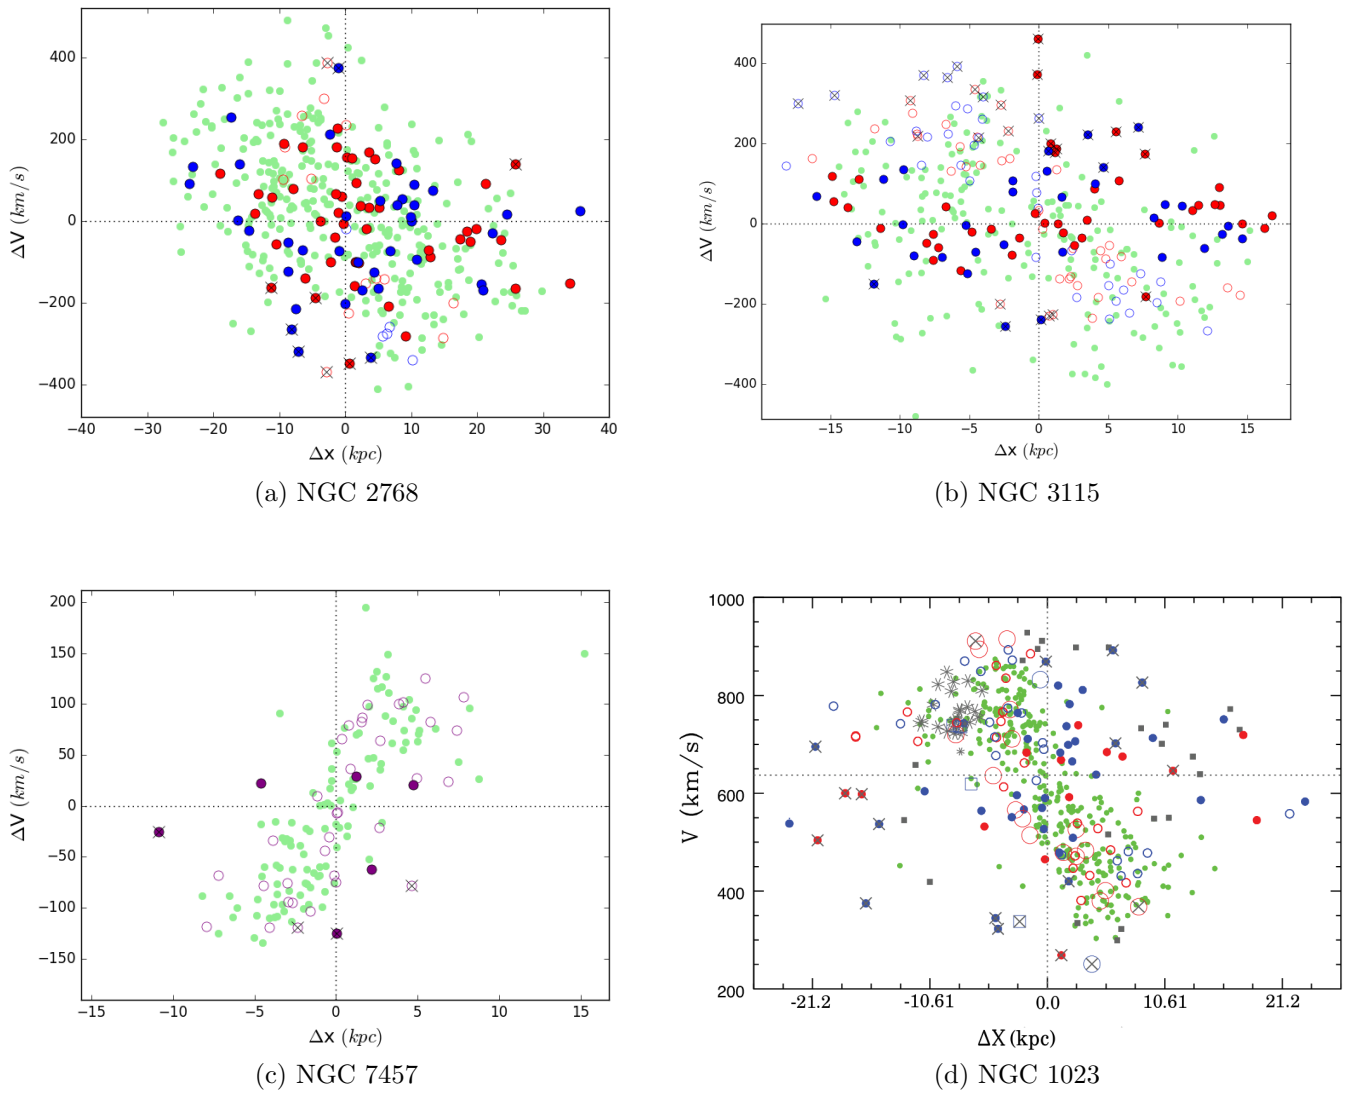 400
200
0
−200
−400
ΔV (km/s)
−40 −30 −20 −10 0 10 20 30 40
Δx (kpc)
(a) NGC 2768
400
200
0
−200
−400
ΔV (km/s)
−15 −10 −5 0 5 10 15
Δx (kpc)
(b) NGC 3115
200
150
100
50
0
−50
−100
−150
ΔV (km/s)
−15 −10 −5 0 5 10 15
Δx (kpc)
(c) NGC 7457
1000
800
600
400
200
V (km/s)
-21.2 -10.61 0.0 10.61 21.2
ΔX (kpc)
(d) NGC 1023